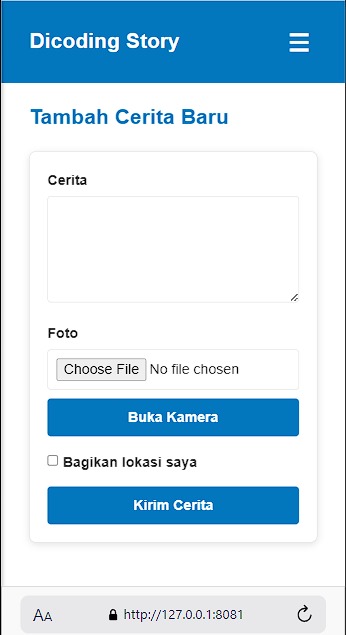 Dicoding Story
Tambah Cerita Baru
Cerita
Foto
Choose File No file chosen
Buka Kamera
Bagikan lokasi saya
Kirim Cerita
AA http://127.0.0.1:8081